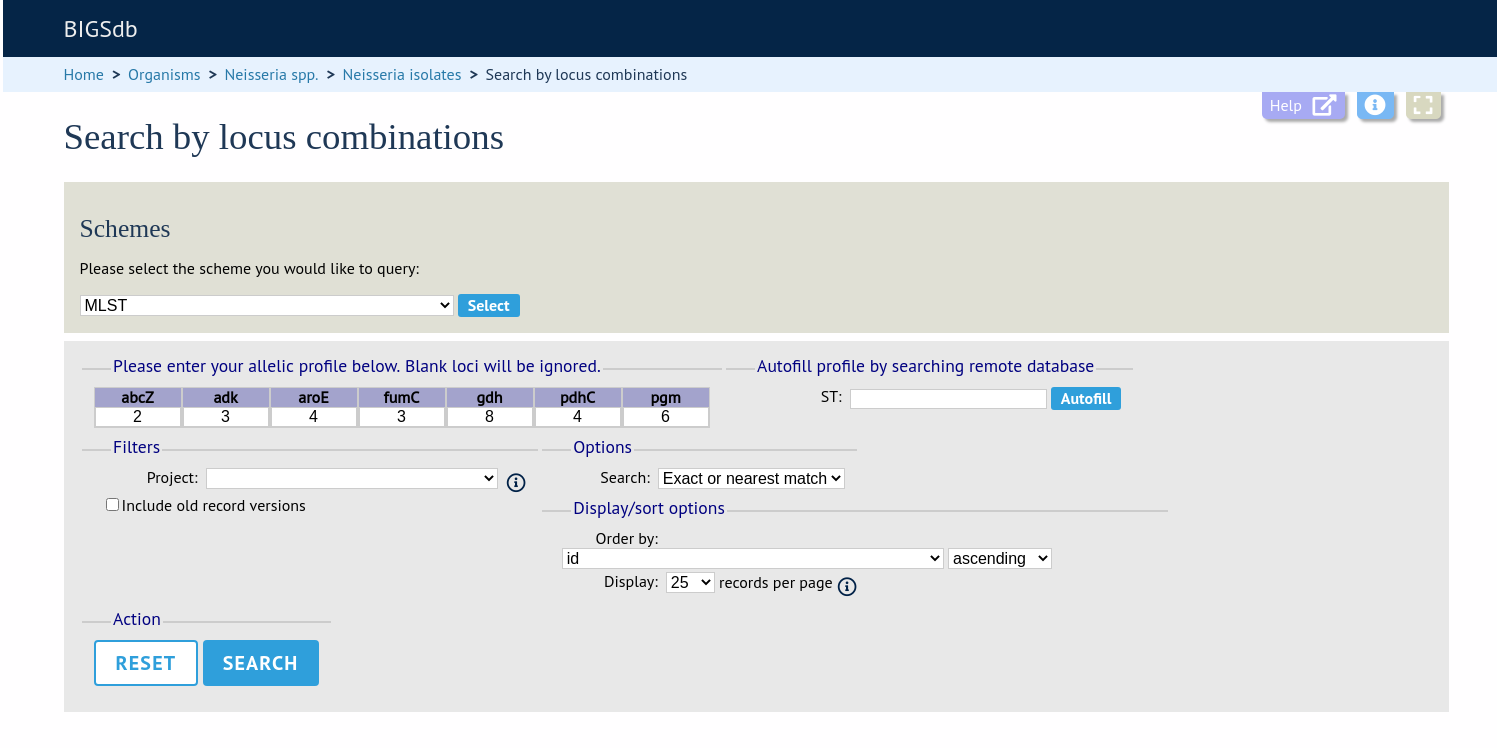 BIGSdb
Home > Organisms > Neisseria spp. > Neisseria isolates > Search by locus combinations
Help
Search by locus combinations
Schemes
Please select the scheme you would like to query:
MLST Select
Please enter your allelic profile below. Blank loci will be ignored.
abcZ adk aroE fumC gdh pdhC pgm
2 3 4 3 8 4 6
Autofill profile by searching remote database
ST: Autofill
Filters
Project:
Include old record versions
Options
Search: Exact or nearest match
Display/sort options
Order by:
id ascending
Display: 25 records per page
Action
RESET SEARCH